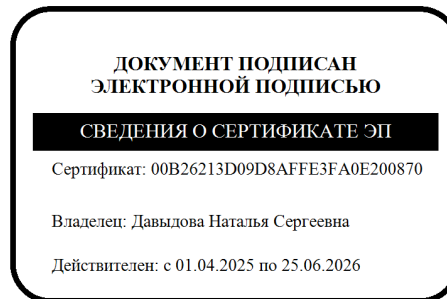 ДОКУМЕНТ ПОДПИСАН
ЭЛЕКТРОННОЙ ПОДПИСЬЮ
СВЕДЕНИЯ О СЕРТИФИКАТЕ ЭП
Сертификат: 00B26213D09D8AFFE3FA0E200870
Владелец: Давыдова Наталья Сергеевна
Действителен: с 01.04.2025 по 25.06.2026